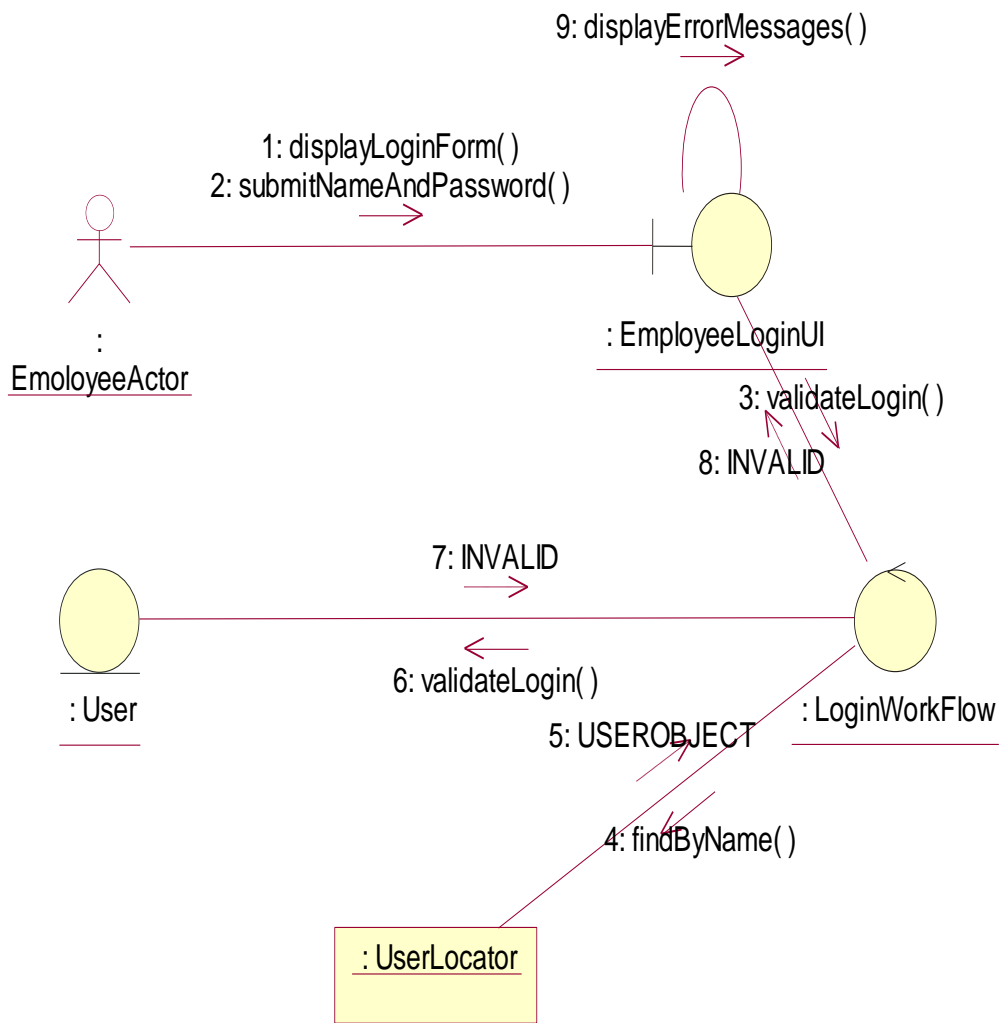 9: displayErrorMessages( )
1: displayLoginForm( )
2: submitNameAndPassword( )
:
EmoloyeeActor
: EmployeeLoginUI
3: validateLogin( )
8: INVALID
7: INVALID
6: validateLogin( )
: User
: LoginWorkFlow
5: USEROBJECT
4: findByName( )
: UserLocator